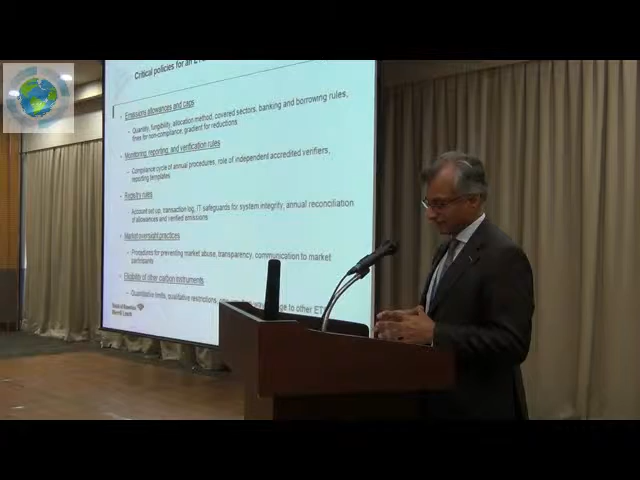 Critical policies for an ET
Emissions allowances and caps
- Quantity, fungibility, allocation method, covered sectors, banking and borrowing rules,
fines for non-compliance, gradient for reductions
Monitoring, reporting, and verification rules
- Compliance cycle of annual procedures, role of independent accredited verifiers,
reporting templates
Registry rules
- Account set up, transaction log, IT safeguards for system integrity, annual reconciliation
of allowances and verified emissions
Market oversight practices
- Procedures for preventing market abuse, transparency, communication to market
participants
Eligibility of other carbon instruments
- Quantitative limits, qualitative restrictions, to other ET
Bank of America
Merrill Lynch